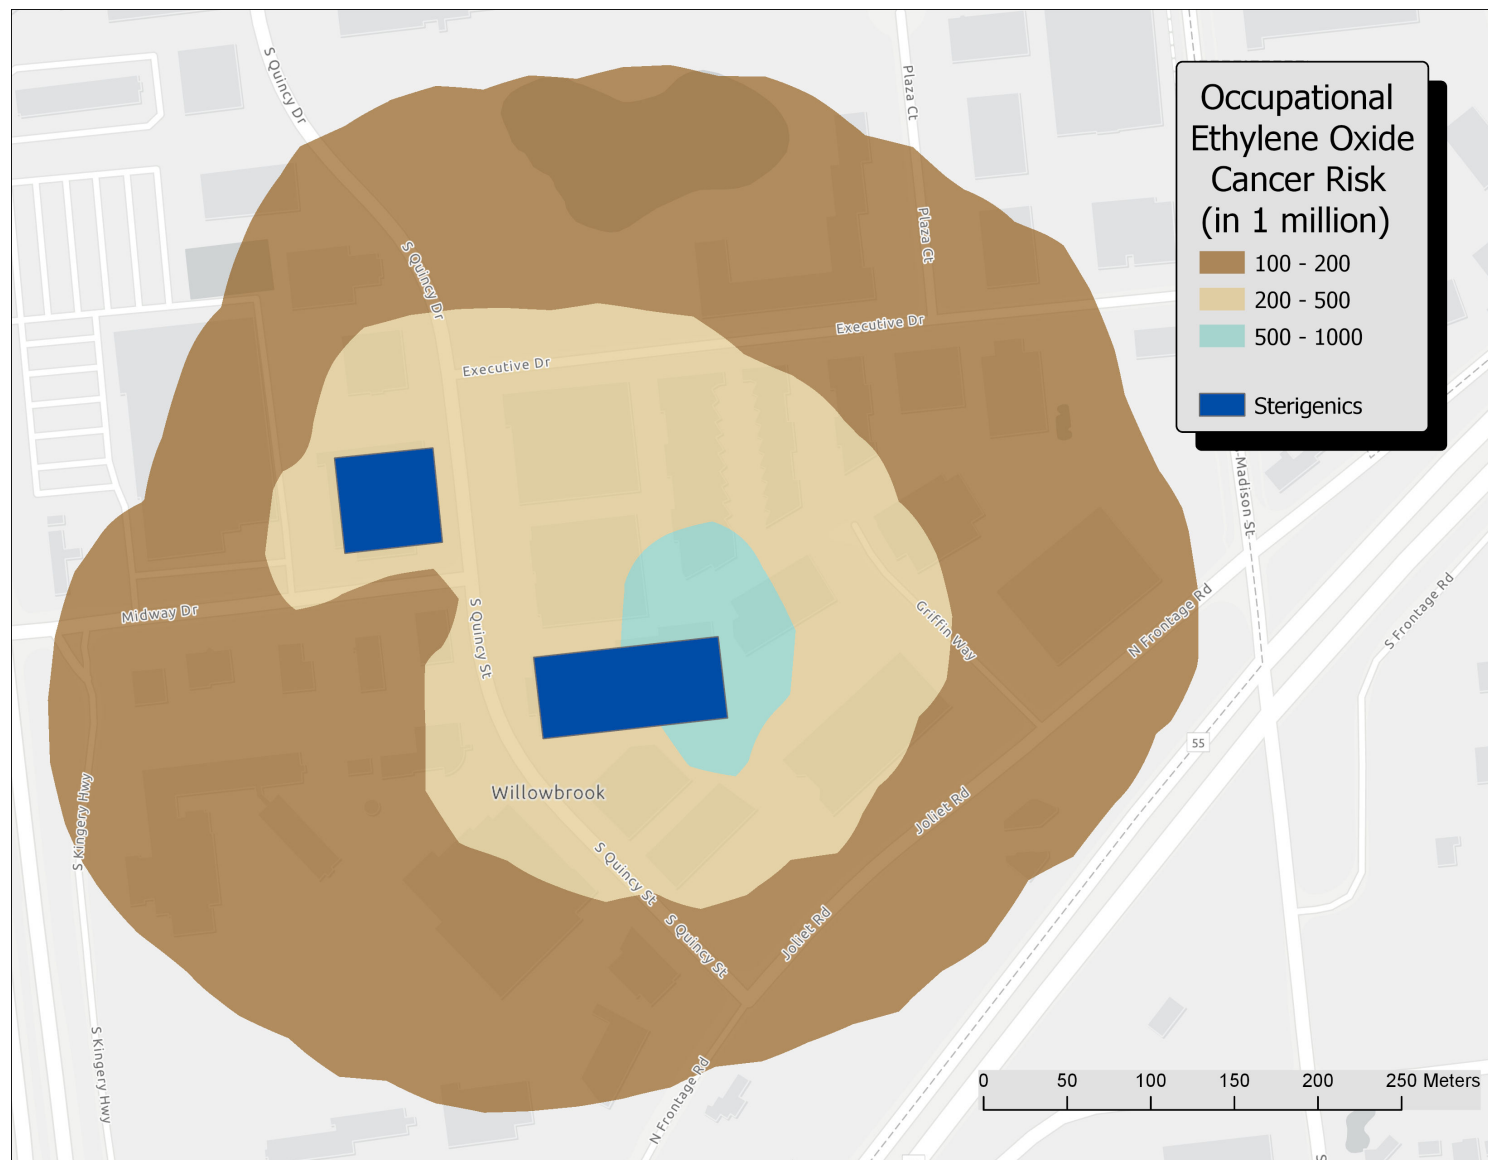 S Quincy Dr
Plaza Ct
Occupational
Ethylene Oxide
Cancer Risk
(in 1 million)
100 - 200
200 - 500
500 - 1000
Sterigenics
S Quincy Dr
Plaza Ct
Executive Dr
Executive Dr
Madison St
Midway Dr
S Quincy St
Griffin Way
N Frontage Rd
S Frontage Rd
55
S Kingery Hwy
Willowbrook
Joliet Rd
S Quincy St
S Quincy St
Joliet Rd
S Kingery Hwy
N Frontage Rd
0 50 100 150 200 250 Meters